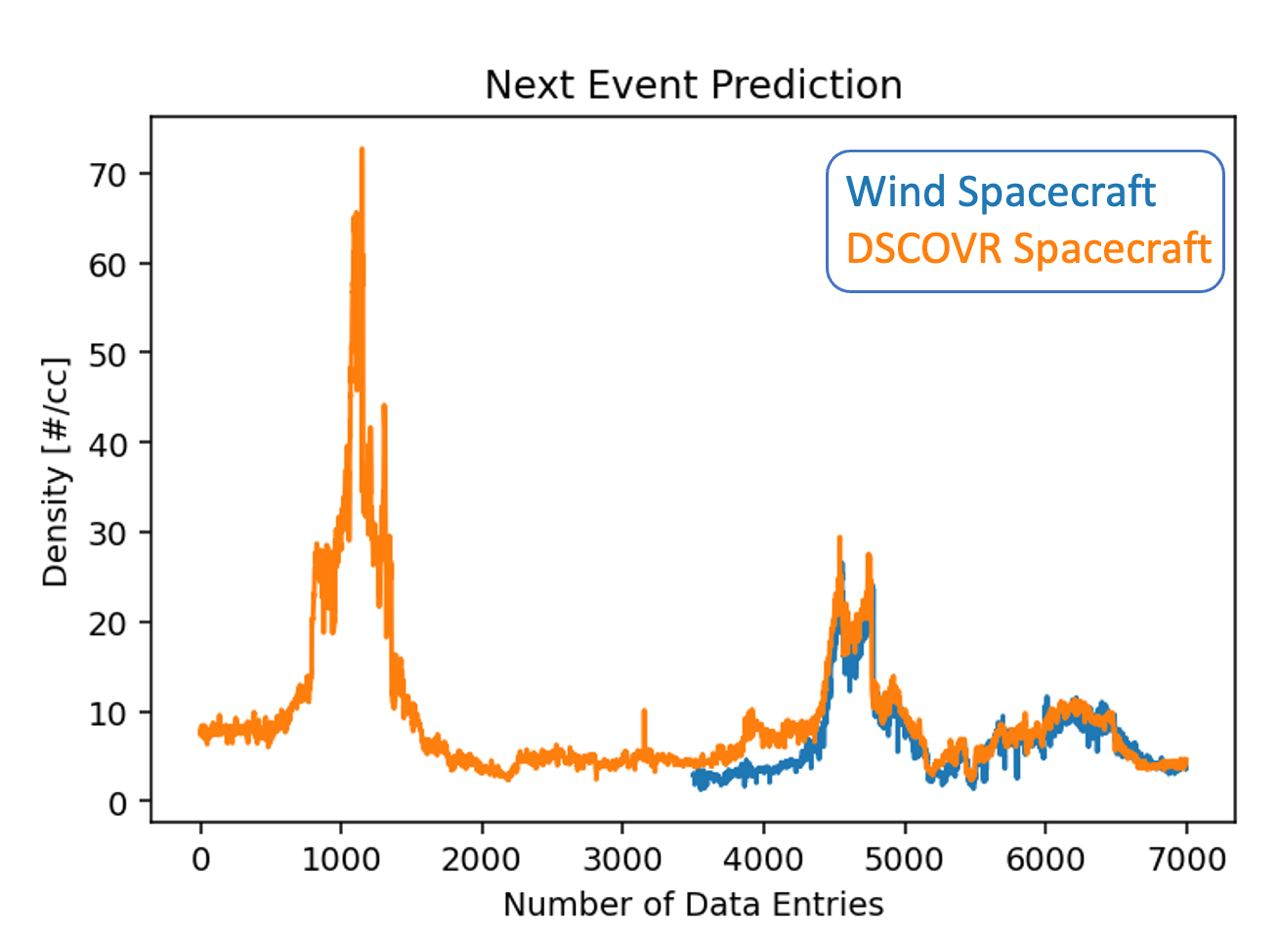 Next Event Prediction
Wind Spacecraft
DSCOVR Spacecraft
Density [#/cc]
70
60
50
40
30
20
10
0
0 1000 2000 3000 4000 5000 6000 7000
Number of Data Entries